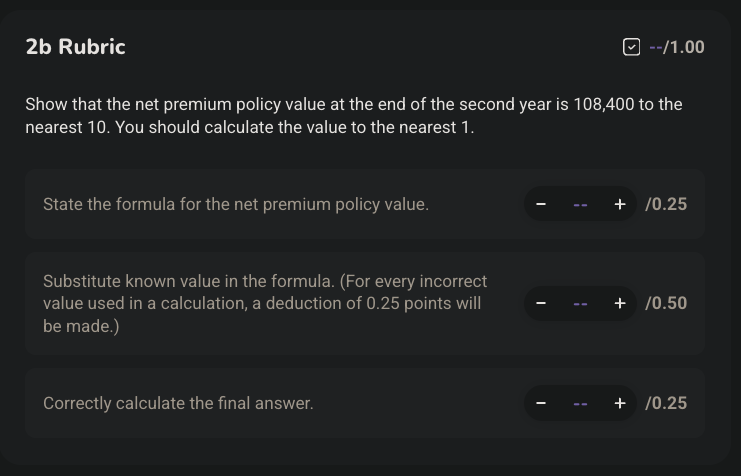 2b Rubric
--/1.00
Show that the net premium policy value at the end of the second year is 108,400 to the
nearest 10. You should calculate the value to the nearest 1.
State the formula for the net premium policy value.
− -- + /0.25
Substitute known value in the formula. (For every incorrect
value used in a calculation, a deduction of 0.25 points will
be made.)
− -- + /0.50
Correctly calculate the final answer.
− -- + /0.25